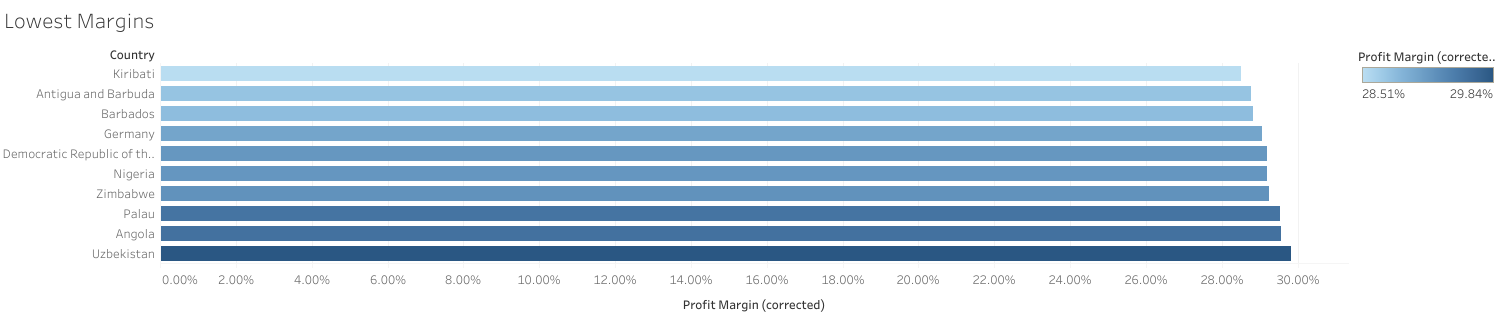 Lowest Margins
Country
Kiribati
Antigua and Barbuda
Barbados
Germany
Democratic Republic of th..
Nigeria
Zimbabwe
Palau
Angola
Uzbekistan
0.00% 2.00% 4.00% 6.00% 8.00% 10.00% 12.00% 14.00% 16.00% 18.00% 20.00% 22.00% 24.00% 26.00% 28.00% 30.00%
Profit Margin (corrected)
Profit Margin (correcte..
28.51% 29.84%